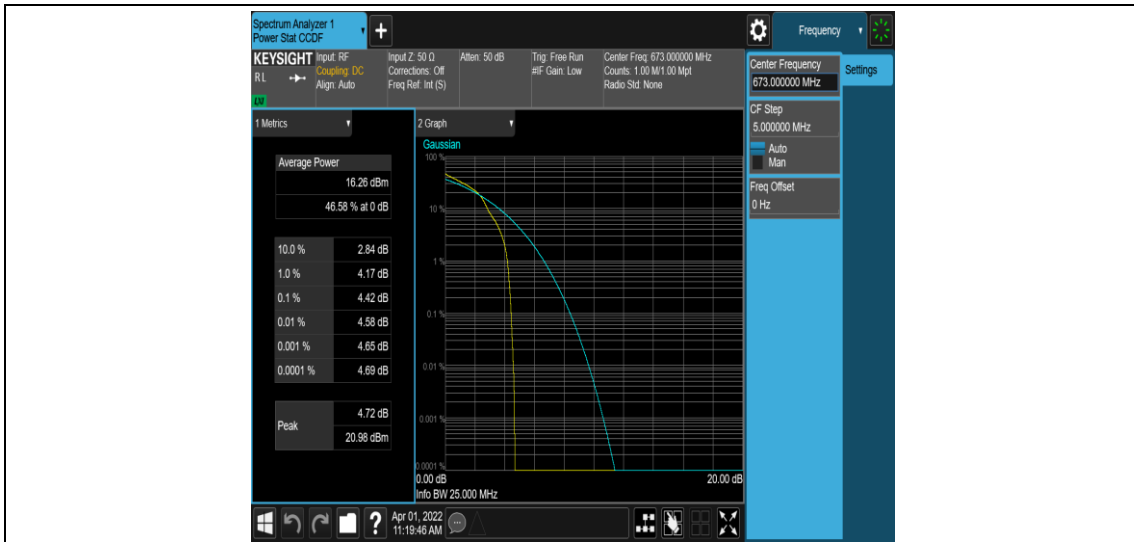 Spectrum Analyzer 1
Power Stat CCDF
Frequency
KEYSIGHT
RL
LXI
Input: RF
Coupling: DC
Align: Auto
Input Z: 50 Ω
Corrections: Off
Freq Ref: Int (S)
Atten: 50 dB
Trig: Free Run
#IF Gain: Low
Center Freq: 673.000000 MHz
Counts: 1.00 M/1.00 Mpt
Radio Std: None
Center Frequency
673.000000 MHz
Settings
CF Step
5.000000 MHz
Auto
Man
Freq Offset
0 Hz
1 Metrics
Average Power
16.26 dBm
46.58 % at 0 dB
10.0 % 2.84 dB
1.0 % 4.17 dB
0.1 % 4.42 dB
0.01 % 4.58 dB
0.001 % 4.65 dB
0.0001 % 4.69 dB
Peak
4.72 dB
20.98 dBm
2 Graph
Gaussian
100 %
10 %
1 %
0.1 %
0.01 %
0.001 %
0.0001 %
0.00 dB 20.00 dB
Info BW 25.000 MHz
Apr 01, 2022
11:19:46 AM